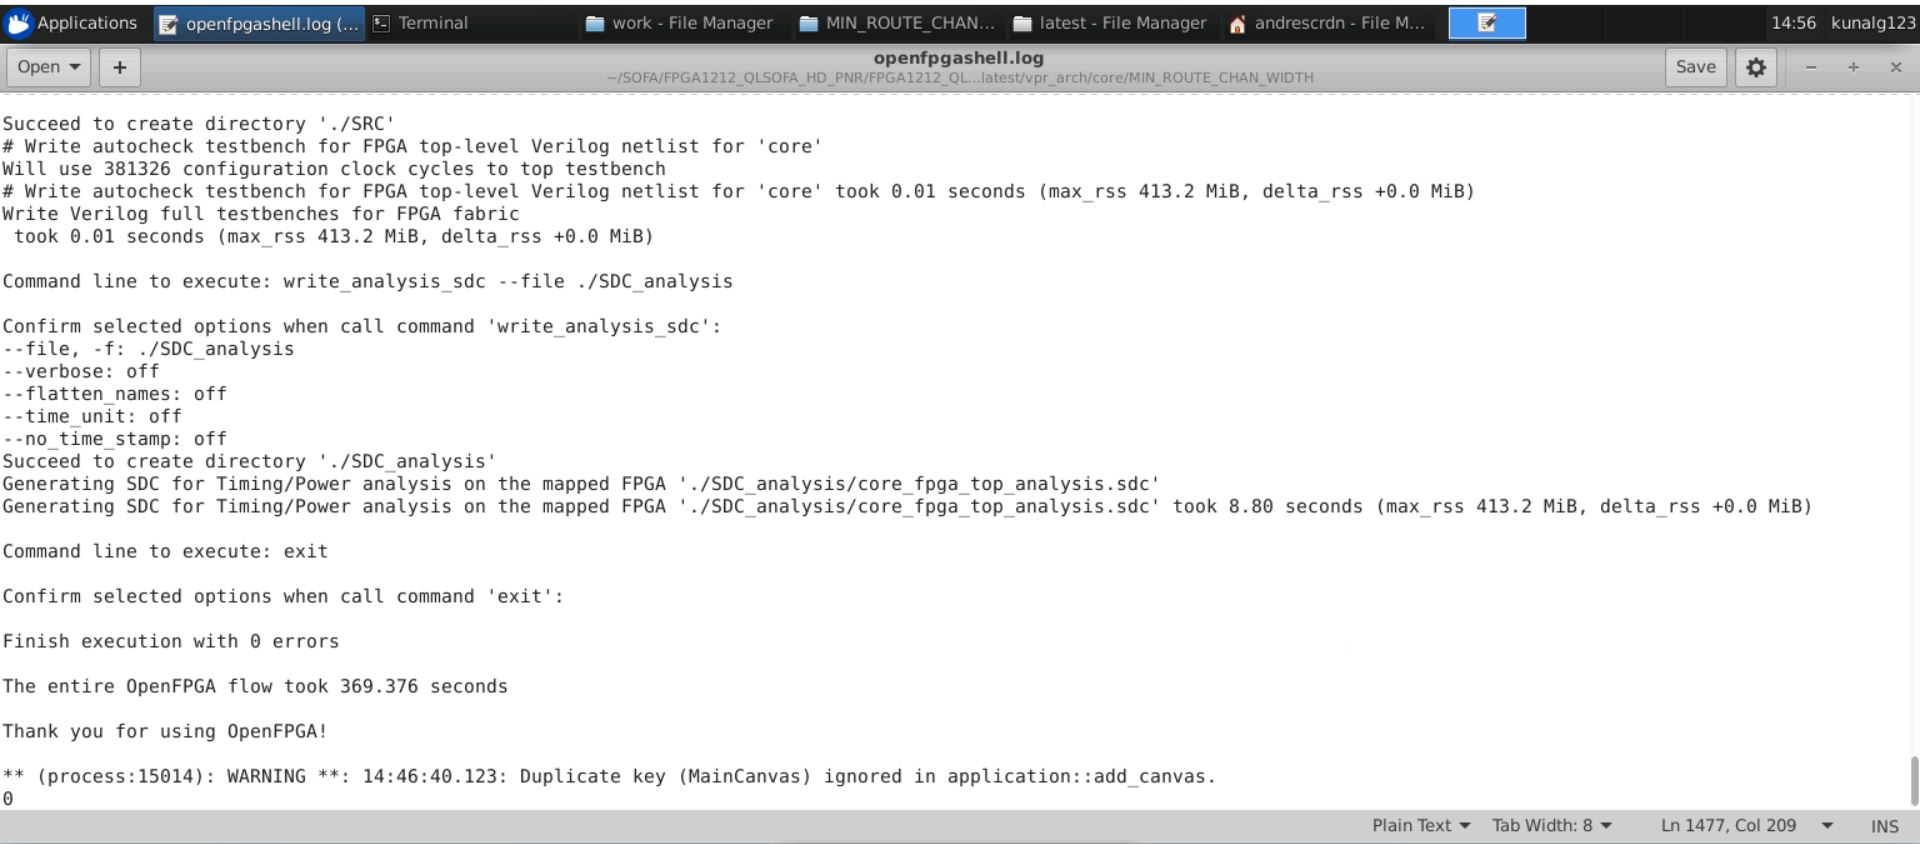 Applications
openfpgashell.log (...
Terminal
work - File Manager
MIN_ROUTE_CHAN...
latest - File Manager
andrescrdn - File M...
14:56
kunalg123
Open
+
openfpgashell.log
~/SOFA/FPGA1212_QLSOFA_HD_PNR/FPGA1212_QL...latest/vpr_arch/core/MIN_ROUTE_CHAN_WIDTH
Save
Succeed to create directory './SRC'
# Write autocheck testbench for FPGA top-level Verilog netlist for 'core'
Will use 381326 configuration clock cycles to top testbench
# Write autocheck testbench for FPGA top-level Verilog netlist for 'core' took 0.01 seconds (max_rss 413.2 MiB, delta_rss +0.0 MiB)
Write Verilog full testbenches for FPGA fabric
 took 0.01 seconds (max_rss 413.2 MiB, delta_rss +0.0 MiB)
Command line to execute: write_analysis_sdc --file ./SDC_analysis
Confirm selected options when call command 'write_analysis_sdc':
--file, -f: ./SDC_analysis
--verbose: off
--flatten_names: off
--time_unit: off
--no_time_stamp: off
Succeed to create directory './SDC_analysis'
Generating SDC for Timing/Power analysis on the mapped FPGA './SDC_analysis/core_fpga_top_analysis.sdc'
Generating SDC for Timing/Power analysis on the mapped FPGA './SDC_analysis/core_fpga_top_analysis.sdc' took 8.80 seconds (max_rss 413.2 MiB, delta_rss +0.0 MiB)
Command line to execute: exit
Confirm selected options when call command 'exit':
Finish execution with 0 errors
The entire OpenFPGA flow took 369.376 seconds
Thank you for using OpenFPGA!
** (process:15014): WARNING **: 14:46:40.123: Duplicate key (MainCanvas) ignored in application::add_canvas.
0
Plain Text
Tab Width: 8
Ln 1477, Col 209
INS